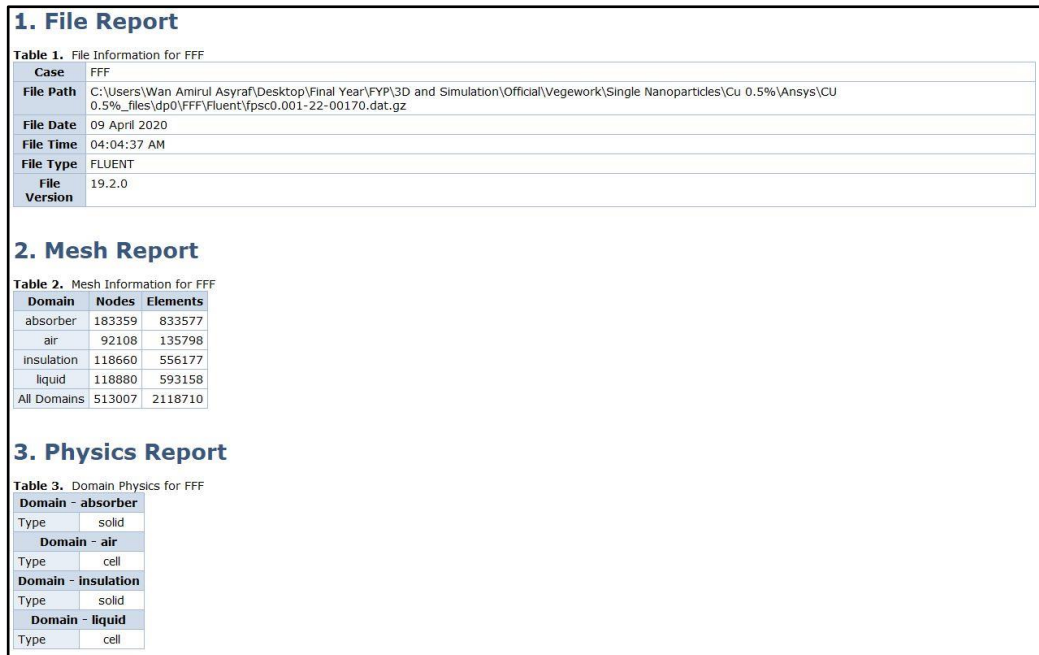 1. File Report
Table 1. File Information for FFF
Case FFF
File Path C:\Users\Wan Amirul Asyraf\Desktop\Final Year\FYP\3D and Simulation\Official\Vegework\Single Nanoparticles\Cu 0.5%\Ansys\CU
0.5%_files\dp0\FFF\Fluent\fpsc0.001-22-00170.dat.gz
File Date 09 April 2020
File Time 04:04:37 AM
File Type FLUENT
File 19.2.0
Version
2. Mesh Report
Table 2. Mesh Information for FFF
Domain Nodes Elements
absorber 183359 833577
air 92108 135798
insulation 118660 556177
liquid 118880 593158
All Domains 513007 2118710
3. Physics Report
Table 3. Domain Physics for FFF
Domain - absorber
Type solid
Domain - air
Type cell
Domain - insulation
Type solid
Domain - liquid
Type cell